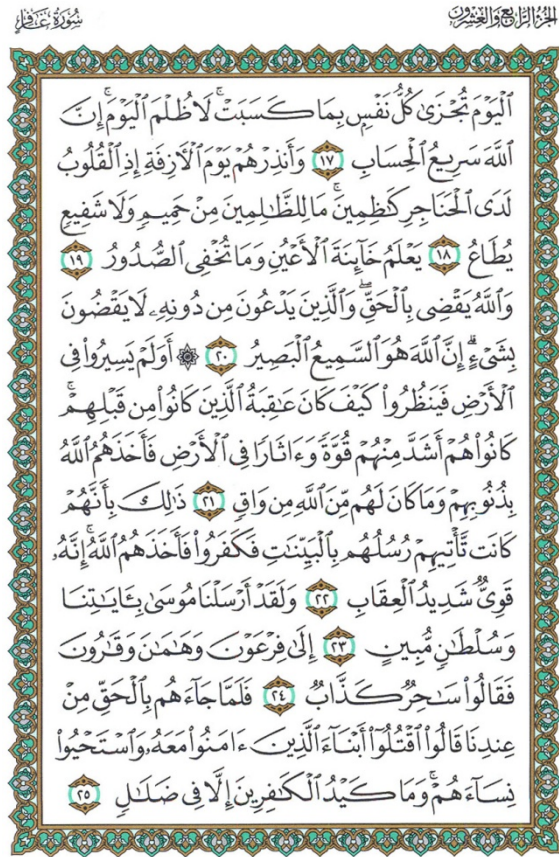 الجزء الرابع والعشرون
سورة غافر
ٱلْيَوْمَ تُجْزَىٰ كُلُّ نَفْسٍۭ بِمَا كَسَبَتْ ۚ لَا ظُلْمَ ٱلْيَوْمَ ۚ إِنَّ
ٱللَّهَ سَرِيعُ ٱلْحِسَابِ ١٧ وَأَنذِرْهُمْ يَوْمَ ٱلْءَازِفَةِ إِذِ ٱلْقُلُوبُ
لَدَى ٱلْحَنَاجِرِ كَٰظِمِينَ ۚ مَا لِلظَّٰلِمِينَ مِنْ حَمِيمٍ وَلَا شَفِيعٍ
يُطَاعُ ١٨ يَعْلَمُ خَآئِنَةَ ٱلْأَعْيُنِ وَمَا تُخْفِى ٱلصُّدُورُ ١٩
وَٱللَّهُ يَقْضِى بِٱلْحَقِّ ۖ وَٱلَّذِينَ يَدْعُونَ مِن دُونِهِۦ لَا يَقْضُونَ
بِشَىْءٍ ۗ إِنَّ ٱللَّهَ هُوَ ٱلسَّمِيعُ ٱلْبَصِيرُ ٢٠ ۞ أَوَلَمْ يَسِيرُوا۟ فِى
ٱلْأَرْضِ فَيَنظُرُوا۟ كَيْفَ كَانَ عَٰقِبَةُ ٱلَّذِينَ كَانُوا۟ مِن قَبْلِهِمْ ۚ
كَانُوا۟ هُمْ أَشَدَّ مِنْهُمْ قُوَّةً وَءَاثَارًا فِى ٱلْأَرْضِ فَأَخَذَهُمُ ٱللَّهُ
بِذُنُوبِهِمْ وَمَا كَانَ لَهُم مِّنَ ٱللَّهِ مِن وَاقٍ ٢١ ذَٰلِكَ بِأَنَّهُمْ
كَانَت تَّأْتِيهِمْ رُسُلُهُم بِٱلْبَيِّنَٰتِ فَكَفَرُوا۟ فَأَخَذَهُمُ ٱللَّهُ ۚ إِنَّهُۥ
قَوِىٌّ شَدِيدُ ٱلْعِقَابِ ٢٢ وَلَقَدْ أَرْسَلْنَا مُوسَىٰ بِـَٔايَٰتِنَا
وَسُلْطَٰنٍ مُّبِينٍ ٢٣ إِلَىٰ فِرْعَوْنَ وَهَٰمَٰنَ وَقَٰرُونَ
فَقَالُوا۟ سَٰحِرٌ كَذَّابٌ ٢٤ فَلَمَّا جَآءَهُم بِٱلْحَقِّ مِنْ
عِندِنَا قَالُوا۟ ٱقْتُلُوٓا۟ أَبْنَآءَ ٱلَّذِينَ ءَامَنُوا۟ مَعَهُۥ وَٱسْتَحْيُوا۟
نِسَآءَهُمْ ۚ وَمَا كَيْدُ ٱلْكَٰفِرِينَ إِلَّا فِى ضَلَٰلٍ ٢٥